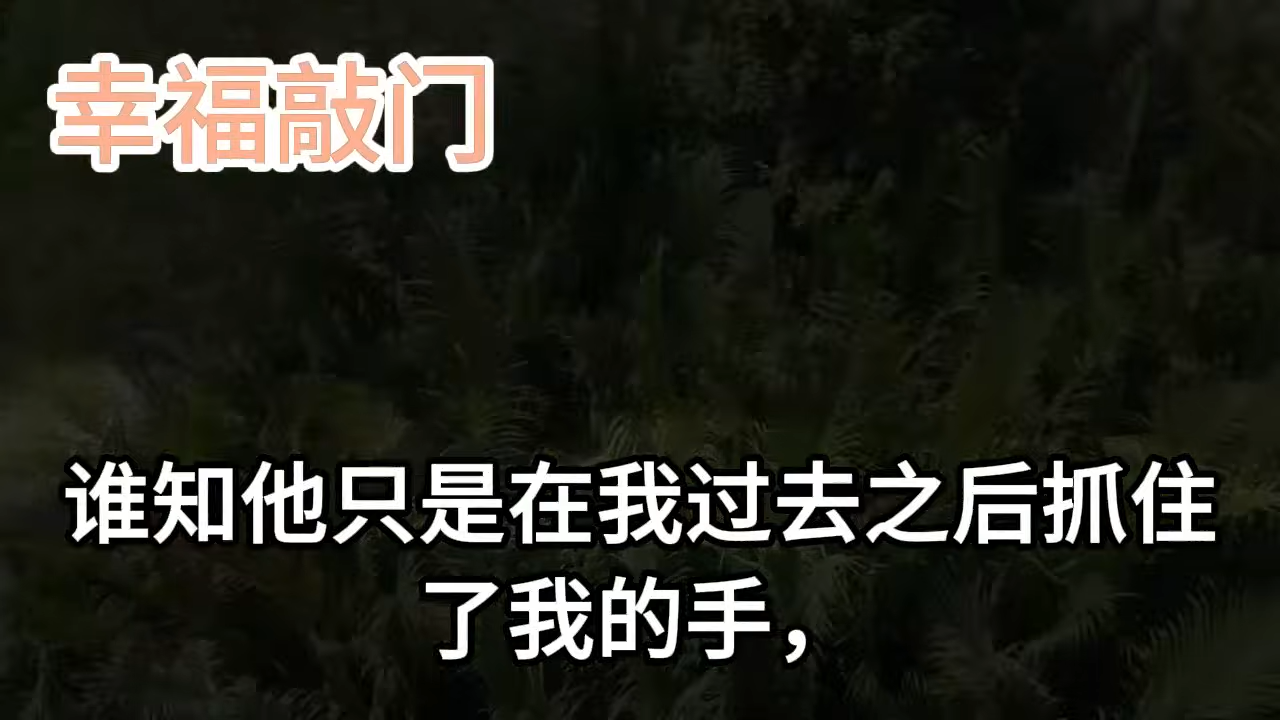 幸福敲门
谁知他只是在我过去之后抓住
了我的手，